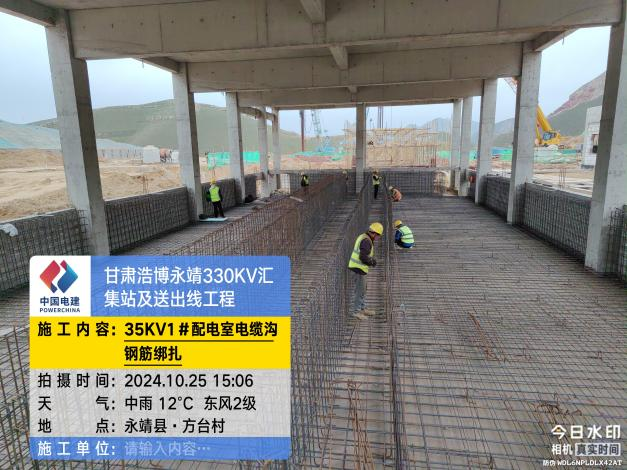 中国电建
POWERCHINA
甘肃浩博永靖330KV汇
集站及送出线工程
施工内容：35KV1＃配电室电缆沟
钢筋绑扎
拍摄时间：2024.10.25 15:06
天　　气：中雨 12℃ 东风2级
地　　点：永靖县·方台村
施工单位：请输入内容…
今日水印
相机 真实时间
防伪 WDL6NPLDLX42AT